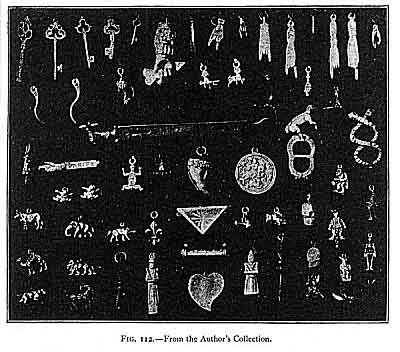 FIG. 112.—From the Author's Collection.